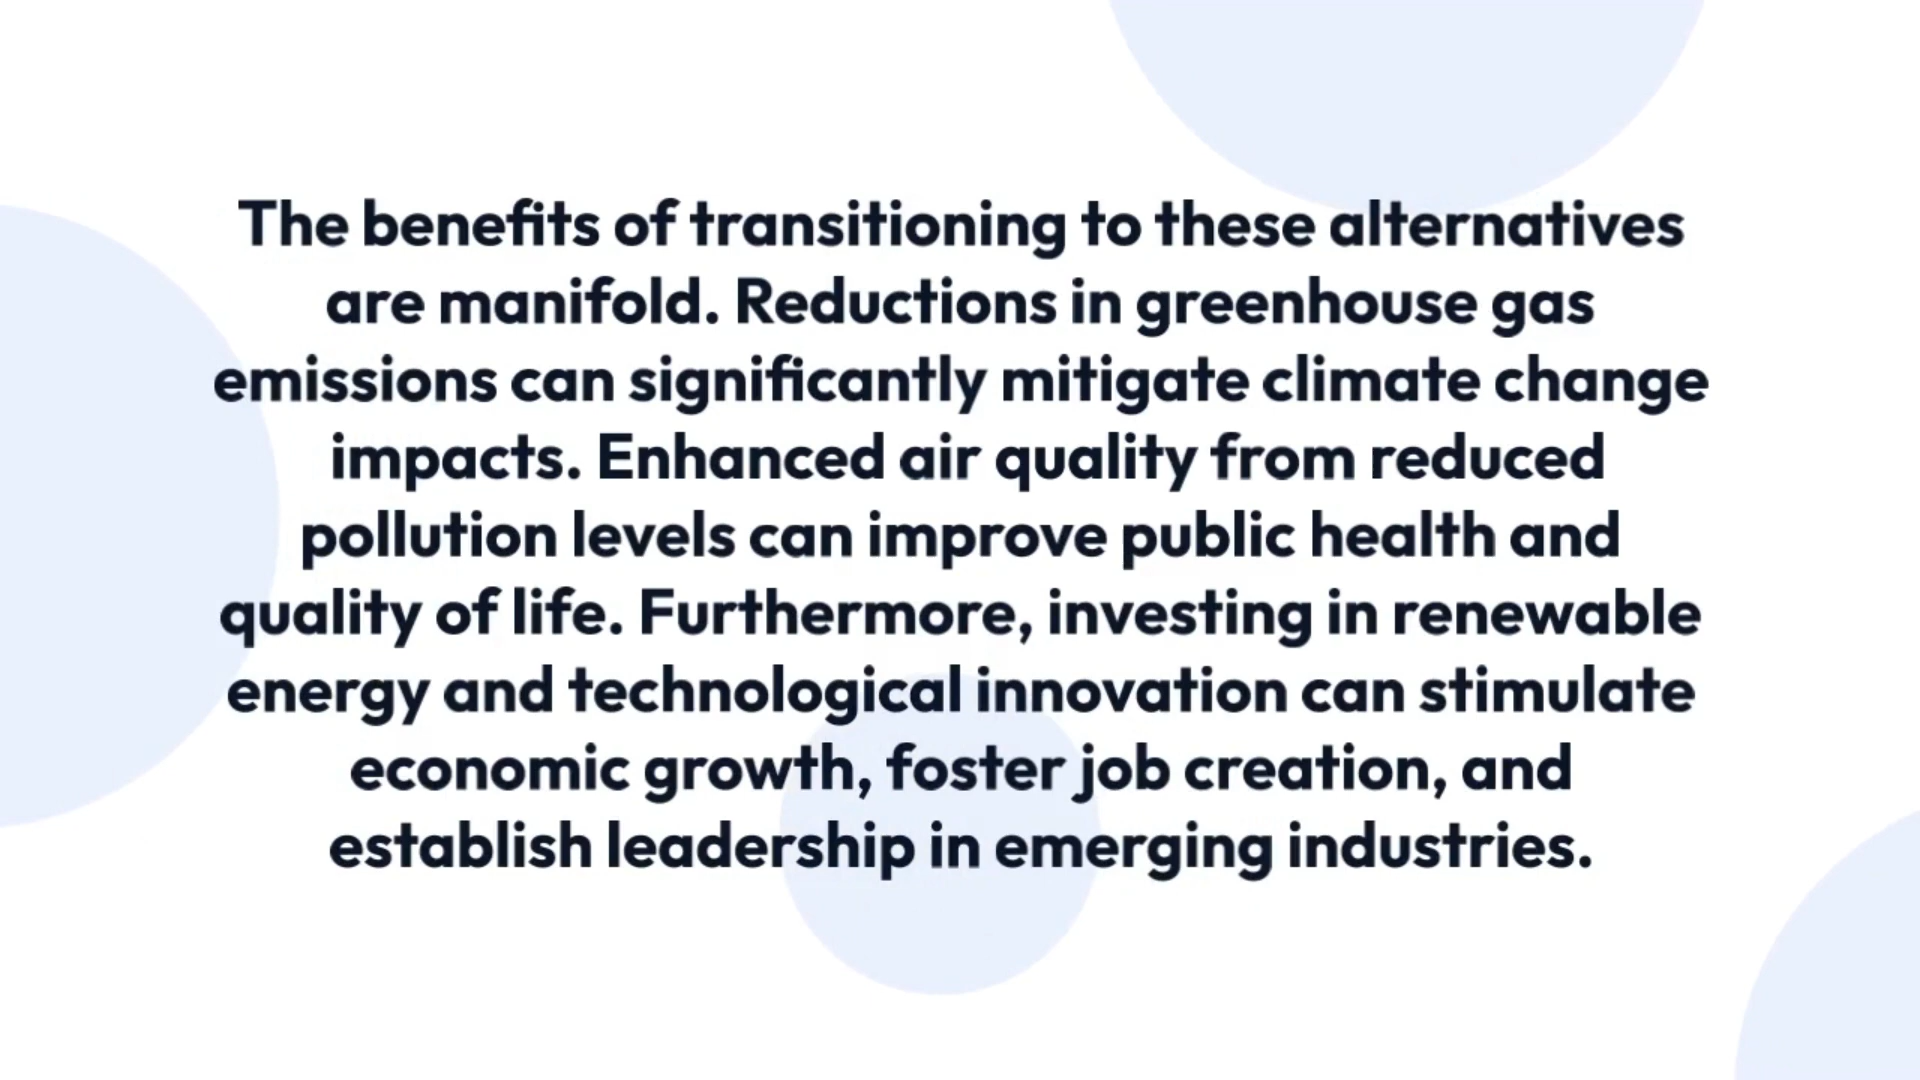 The benefits of transitioning to these alternatives
are manifold. Reductions in greenhouse gas
emissions can significantly mitigate climate change
impacts. Enhanced air quality from reduced
pollution levels can improve public health and
quality of life. Furthermore, investing in renewable
energy and technological innovation can stimulate
economic growth, foster job creation, and
establish leadership in emerging industries.